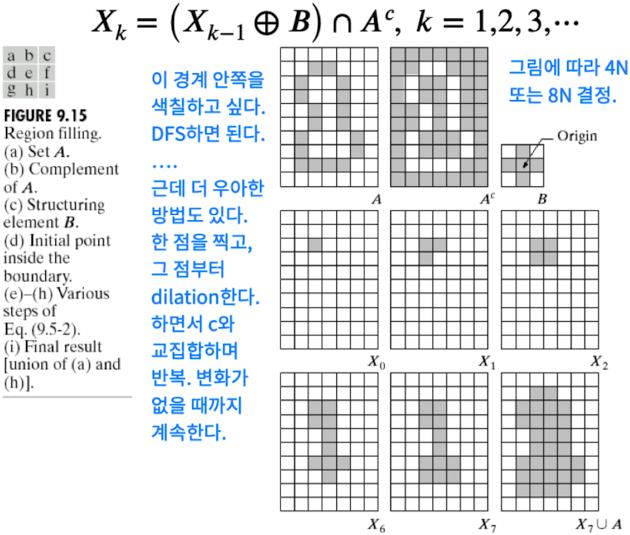 X_k = (X_{k-1} ⊕ B) ∩ A^c, k = 1,2,3,⋯
a b c
d e f
g h i
FIGURE 9.15
Region filling.
(a) Set A.
(b) Complement
of A.
(c) Structuring
element B.
(d) Initial point
inside the
boundary.
(e)–(h) Various
steps of
Eq. (9.5-2).
(i) Final result
[union of (a) and
(h)].
이 경계 안쪽을
색칠하고 싶다.
DFS하면 된다.
....
근데 더 우아한
방법도 있다.
한 점을 찍고,
그 점부터
dilation한다.
하면서 c와
교집합하며
반복. 변화가
없을 때까지
계속한다.
그림에 따라 4N
또는 8N 결정.
Origin
A
A^c
B
X_0
X_1
X_2
X_6
X_7
X_7 ∪ A